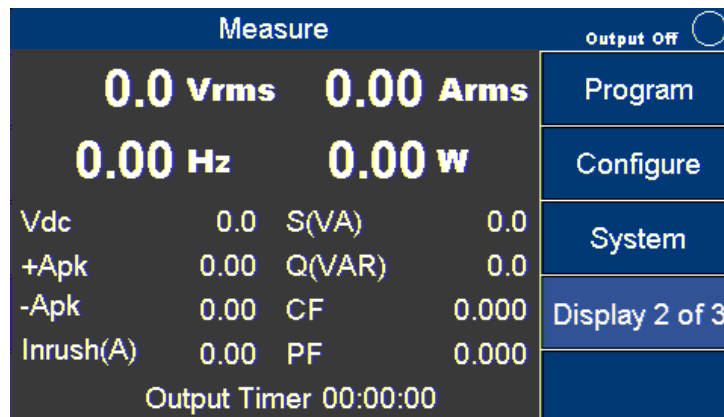 Measure
Output Off
0.0 Vrms 0.00 Arms
Program
0.00 Hz 0.00 W
Configure
Vdc 0.0 S(VA) 0.0
System
+Apk 0.00 Q(VAR) 0.0
-Apk 0.00 CF 0.000
Display 2 of 3
Inrush(A) 0.00 PF 0.000
Output Timer 00:00:00